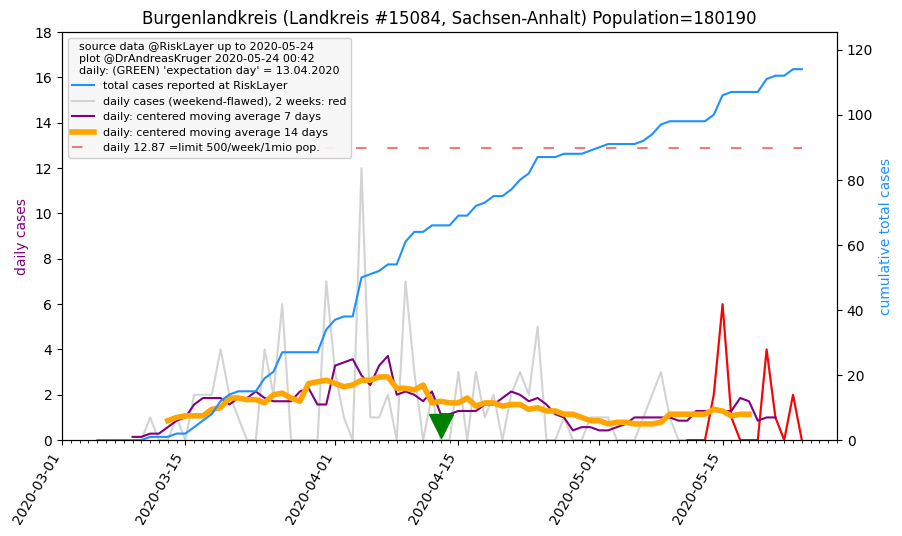 Burgenlandkreis (Landkreis #15084, Sachsen-Anhalt) Population=180190
source data @RiskLayer up to 2020-05-24
plot @DrAndreasKruger 2020-05-24 00:42
daily: (GREEN) 'expectation day' = 13.04.2020
total cases reported at RiskLayer
daily cases (weekend-flawed), 2 weeks: red
daily: centered moving average 7 days
daily: centered moving average 14 days
daily 12.87 =limit 500/week/1mio pop.
daily cases
18
16
14
12
10
8
6
4
2
0
120
100
80
60
40
20
0
cumulative total cases
2020-03-01
2020-03-15
2020-04-01
2020-04-15
2020-05-01
2020-05-15